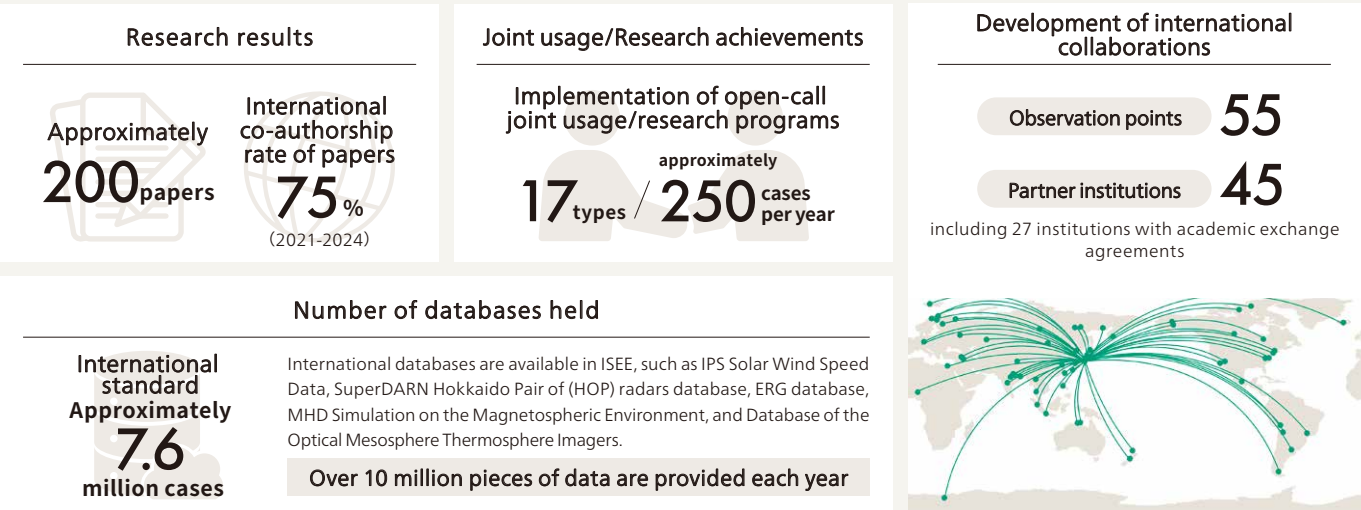 Research results
Approximately
200 papers
International
co-authorship
rate of papers
75 %
(2021-2024)
Joint usage/Research achievements
Implementation of open-call
joint usage/research programs
17 types / approximately 250 cases per year
Development of international
collaborations
Observation points 55
Partner institutions 45
including 27 institutions with academic exchange
agreements
Number of databases held
International
standard
Approximately
7.6
million cases
International databases are available in ISEE, such as IPS Solar Wind Speed
Data, SuperDARN Hokkaido Pair of (HOP) radars database, ERG database,
MHD Simulation on the Magnetospheric Environment, and Database of the
Optical Mesosphere Thermosphere Imagers.
Over 10 million pieces of data are provided each year